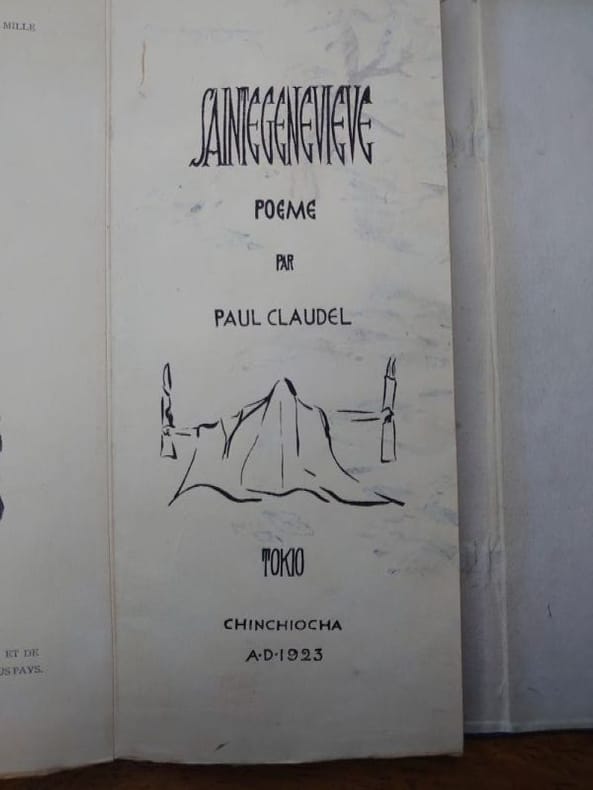 MILLE
SAINTEGENEVIEVE
POEME
PAR
PAUL CLAUDEL
TOKIO
CHINCHIOCHA
A·D·1923
ET DE
US PAYS.